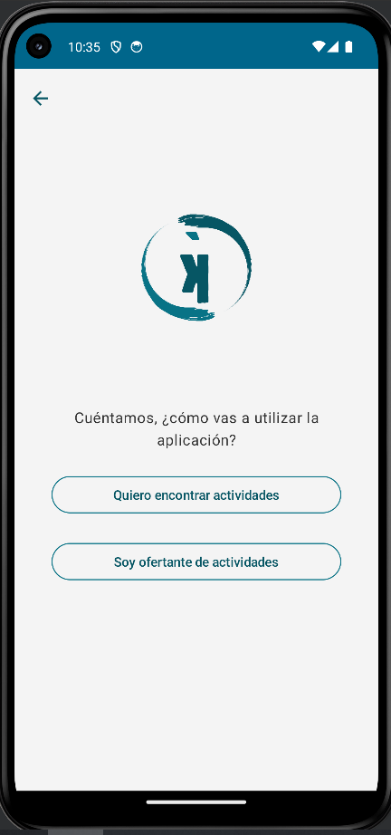 10:35
Cuéntamos, ¿cómo vas a utilizar la
aplicación?
Quiero encontrar actividades
Soy ofertante de actividades